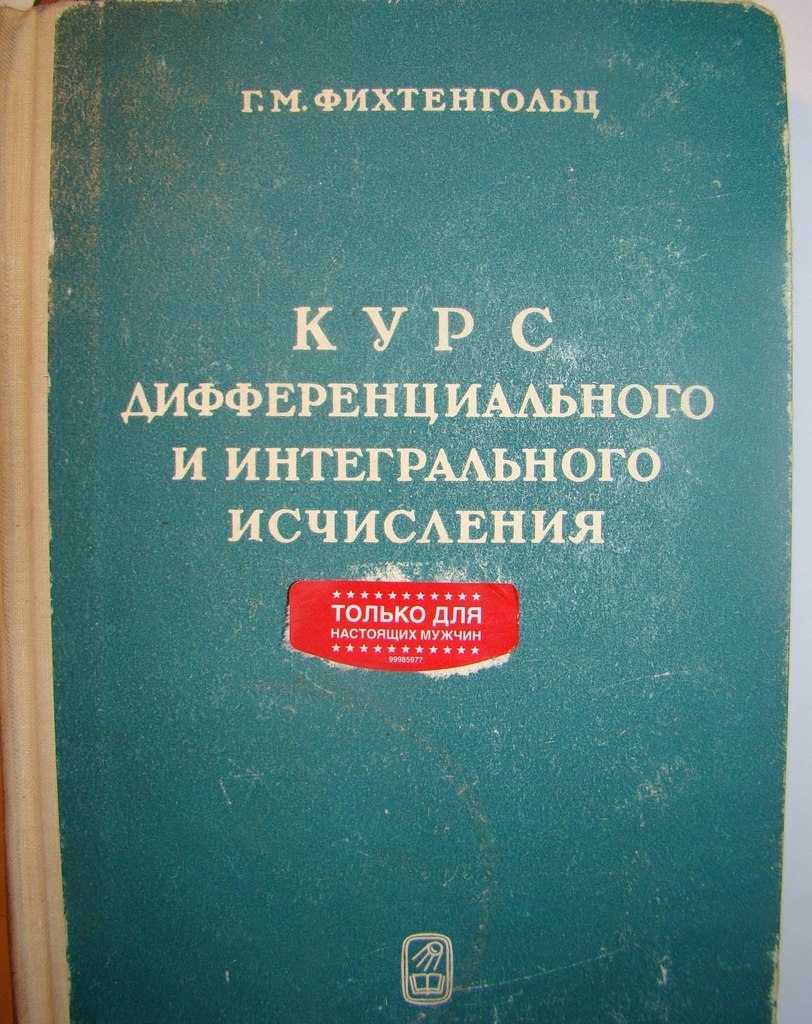 Г. М. ФИХТЕНГОЛЬЦ
КУРС
ДИФФЕРЕНЦИАЛЬНОГО
И ИНТЕГРАЛЬНОГО
ИСЧИСЛЕНИЯ
ТОЛЬКО ДЛЯ
НАСТОЯЩИХ МУЖЧИН
99985977